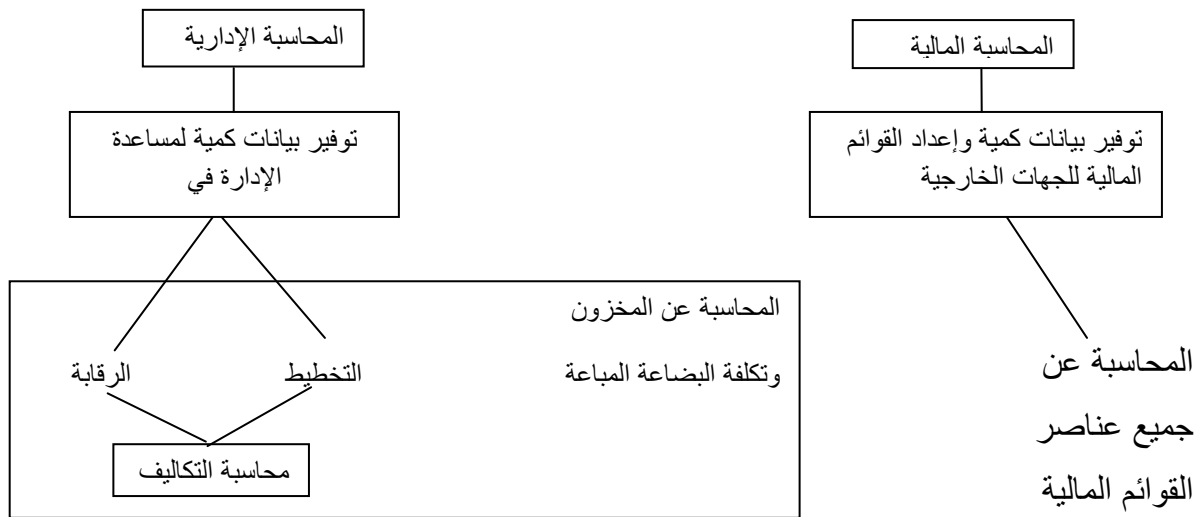 المحاسبة المالية
المحاسبة الإدارية
توفير بيانات كمية وإعداد القوائم
المالية للجهات الخارجية
توفير بيانات كمية لمساعدة
الإدارة في
المحاسبة عن
جميع عناصر
القوائم المالية
المحاسبة عن المخزون
وتكلفة البضاعة المباعة
التخطيط
الرقابة
محاسبة التكاليف